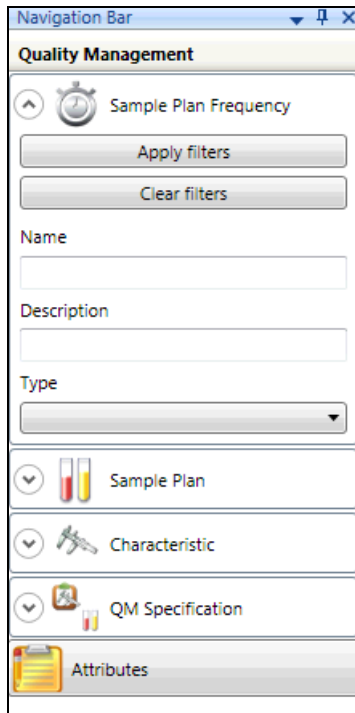 Navigation Bar
Quality Management
Sample Plan Frequency
Apply filters
Clear filters
Name
Description
Type
Sample Plan
Characteristic
QM Specification
Attributes